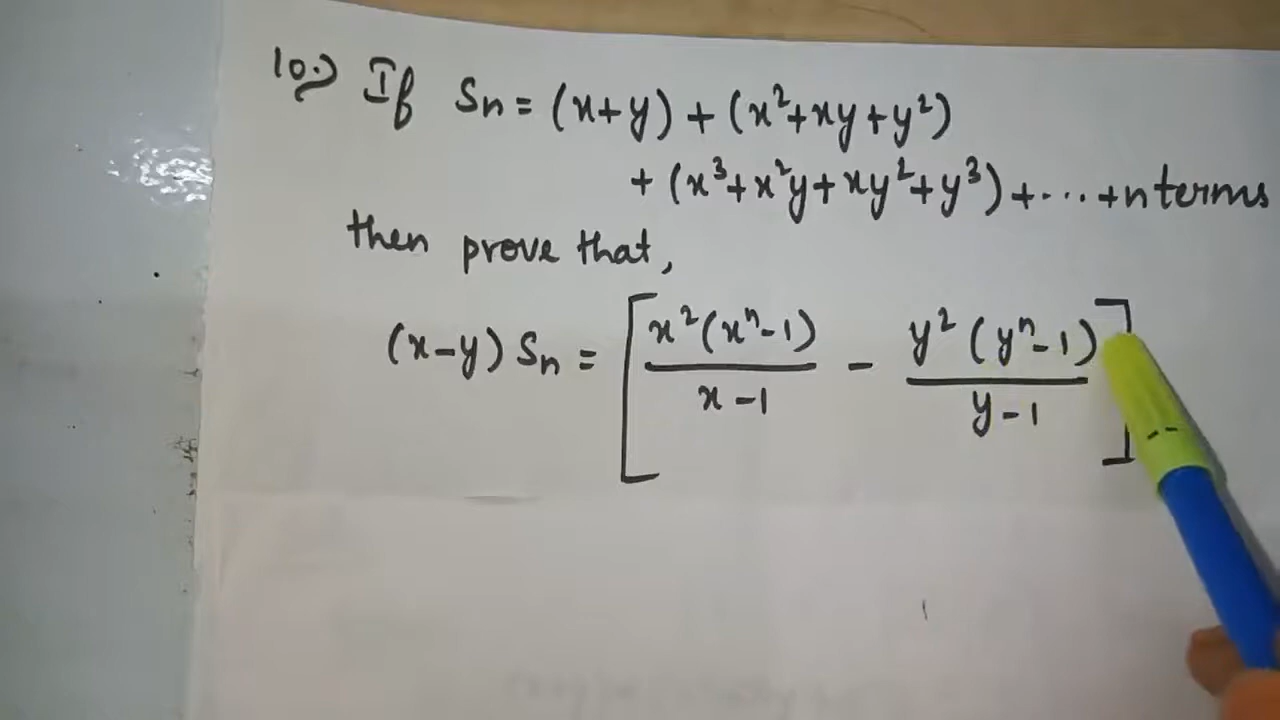 10.) If Sn = (x+y) + (x²+xy+y²)
+ (x³+x²y+xy²+y³) + ... + n terms
then prove that,
(x-y) Sn = [ x²(xⁿ-1) / x-1 - y²(yⁿ-1) / y-1 ]